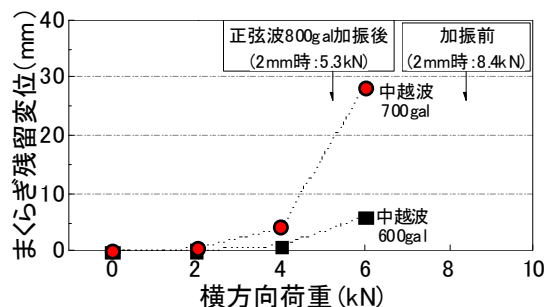 正弦波800gal加振後
(2mm時:5.3kN)
加振前
(2mm時:8.4kN)
まくらぎ残留変位(mm)
40
30
20
10
0
中越波
700gal
中越波
600gal
0 2 4 6 8 10
横方向荷重(kN)